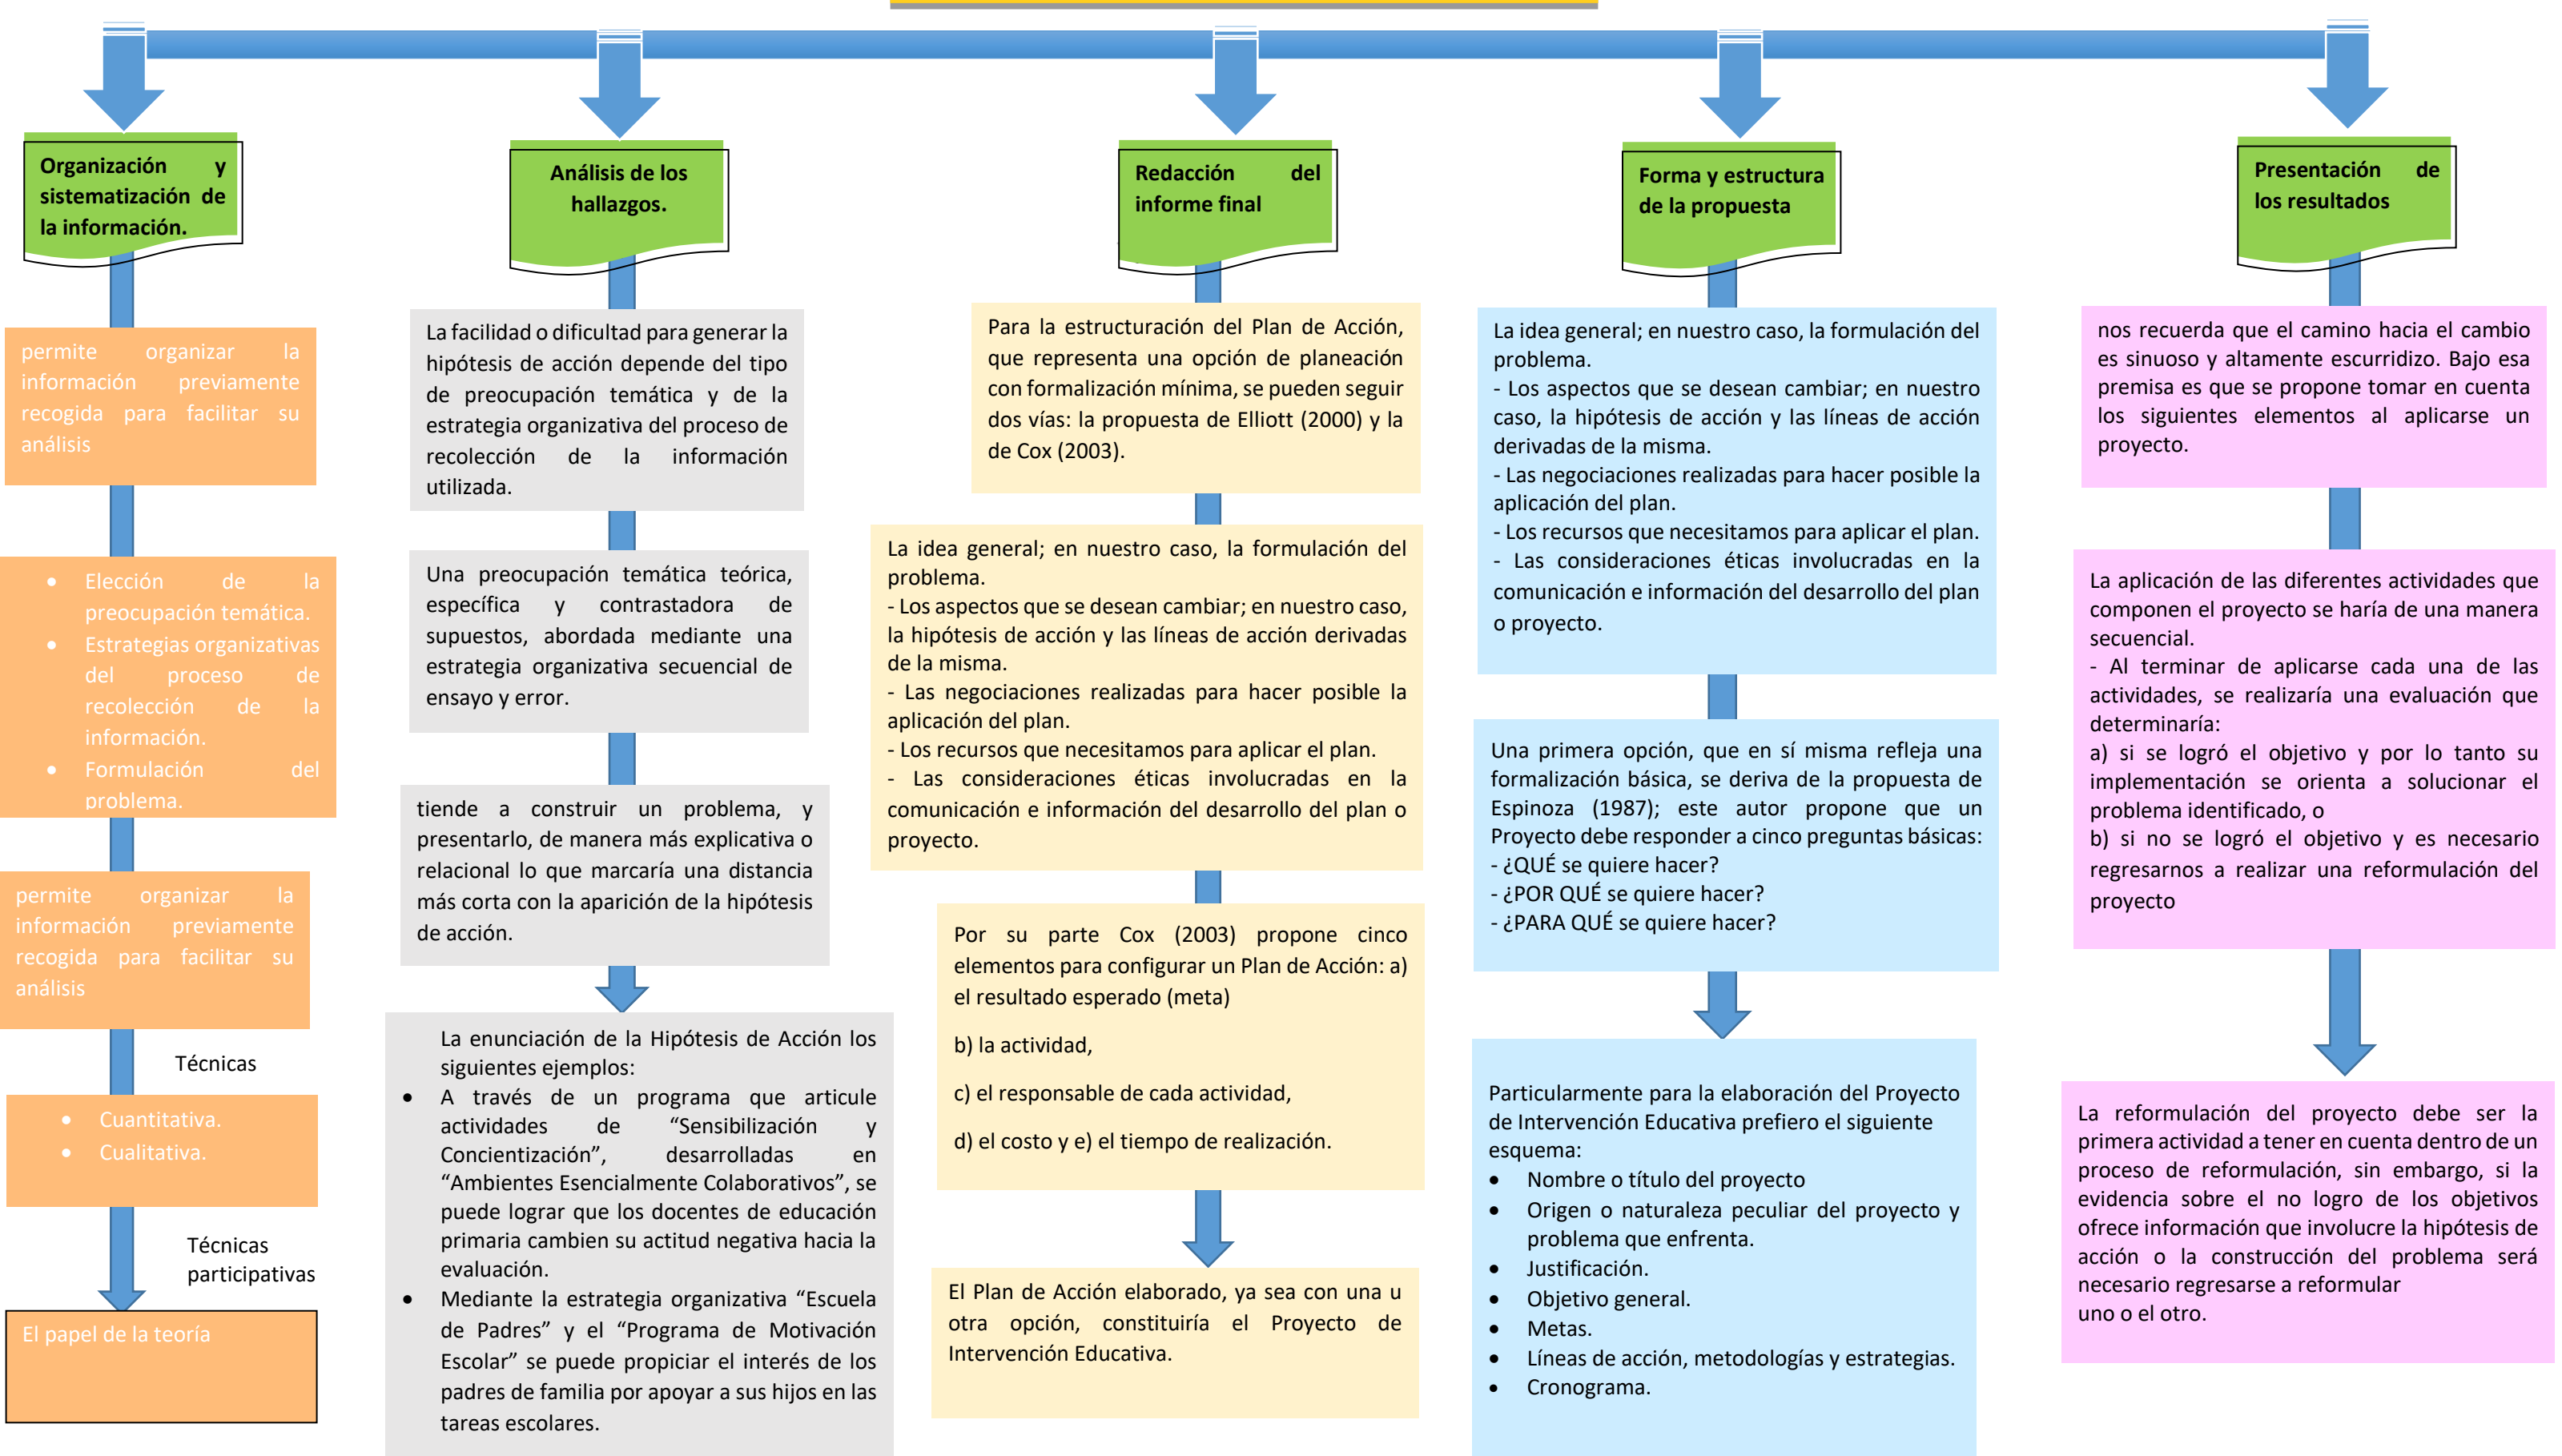 Organización y
sistematización de
la información.
permite organizar la
información previamente
recogida para facilitar su
análisis
• Elección de la
preocupación temática.
• Estrategias organizativas
del proceso de
recolección de la
información.
• Formulación del
problema.
permite organizar la
información previamente
recogida para facilitar su
análisis
Técnicas
• Cuantitativa.
• Cualitativa.
Técnicas
participativas
El papel de la teoría
Análisis de los
hallazgos.
La facilidad o dificultad para generar la
hipótesis de acción depende del tipo
de preocupación temática y de la
estrategia organizativa del proceso de
recolección de la información
utilizada.
Una preocupación temática teórica,
específica y contrastadora de
supuestos, abordada mediante una
estrategia organizativa secuencial de
ensayo y error.
tiende a construir un problema, y
presentarlo, de manera más explicativa o
relacional lo que marcaría una distancia
más corta con la aparición de la hipótesis
de acción.
La enunciación de la Hipótesis de Acción los
siguientes ejemplos:
• A través de un programa que articule
actividades de “Sensibilización y
Concientización”, desarrolladas en
“Ambientes Esencialmente Colaborativos”, se
puede lograr que los docentes de educación
primaria cambien su actitud negativa hacia la
evaluación.
• Mediante la estrategia organizativa “Escuela
de Padres” y el “Programa de Motivación
Escolar” se puede propiciar el interés de los
padres de familia por apoyar a sus hijos en las
tareas escolares.
Redacción del
informe final
Para la estructuración del Plan de Acción,
que representa una opción de planeación
con formalización mínima, se pueden seguir
dos vías: la propuesta de Elliott (2000) y la
de Cox (2003).
La idea general; en nuestro caso, la formulación del
problema.
- Los aspectos que se desean cambiar; en nuestro caso,
la hipótesis de acción y las líneas de acción derivadas
de la misma.
- Las negociaciones realizadas para hacer posible la
aplicación del plan.
- Los recursos que necesitamos para aplicar el plan.
- Las consideraciones éticas involucradas en la
comunicación e información del desarrollo del plan o
proyecto.
Por su parte Cox (2003) propone cinco
elementos para configurar un Plan de Acción: a)
el resultado esperado (meta)
b) la actividad,
c) el responsable de cada actividad,
d) el costo y e) el tiempo de realización.
El Plan de Acción elaborado, ya sea con una u
otra opción, constituiría el Proyecto de
Intervención Educativa.
Forma y estructura
de la propuesta
La idea general; en nuestro caso, la formulación del
problema.
- Los aspectos que se desean cambiar; en nuestro
caso, la hipótesis de acción y las líneas de acción
derivadas de la misma.
- Las negociaciones realizadas para hacer posible la
aplicación del plan.
- Los recursos que necesitamos para aplicar el plan.
- Las consideraciones éticas involucradas en la
comunicación e información del desarrollo del plan
o proyecto.
Una primera opción, que en sí misma refleja una
formalización básica, se deriva de la propuesta de
Espinoza (1987); este autor propone que un
Proyecto debe responder a cinco preguntas básicas:
- ¿QUÉ se quiere hacer?
- ¿POR QUÉ se quiere hacer?
- ¿PARA QUÉ se quiere hacer?
Particularmente para la elaboración del Proyecto
de Intervención Educativa prefiero el siguiente
esquema:
• Nombre o título del proyecto
• Origen o naturaleza peculiar del proyecto y
problema que enfrenta.
• Justificación.
• Objetivo general.
• Metas.
• Líneas de acción, metodologías y estrategias.
• Cronograma.
Presentación de
los resultados
nos recuerda que el camino hacia el cambio
es sinuoso y altamente escurridizo. Bajo esa
premisa es que se propone tomar en cuenta
los siguientes elementos al aplicarse un
proyecto.
La aplicación de las diferentes actividades que
componen el proyecto se haría de una manera
secuencial.
- Al terminar de aplicarse cada una de las
actividades, se realizaría una evaluación que
determinaría:
a) si se logró el objetivo y por lo tanto su
implementación se orienta a solucionar el
problema identificado, o
b) si no se logró el objetivo y es necesario
regresarnos a realizar una reformulación del
proyecto
La reformulación del proyecto debe ser la
primera actividad a tener en cuenta dentro de un
proceso de reformulación, sin embargo, si la
evidencia sobre el no logro de los objetivos
ofrece información que involucre la hipótesis de
acción o la construcción del problema será
necesario regresarse a reformular
uno o el otro.